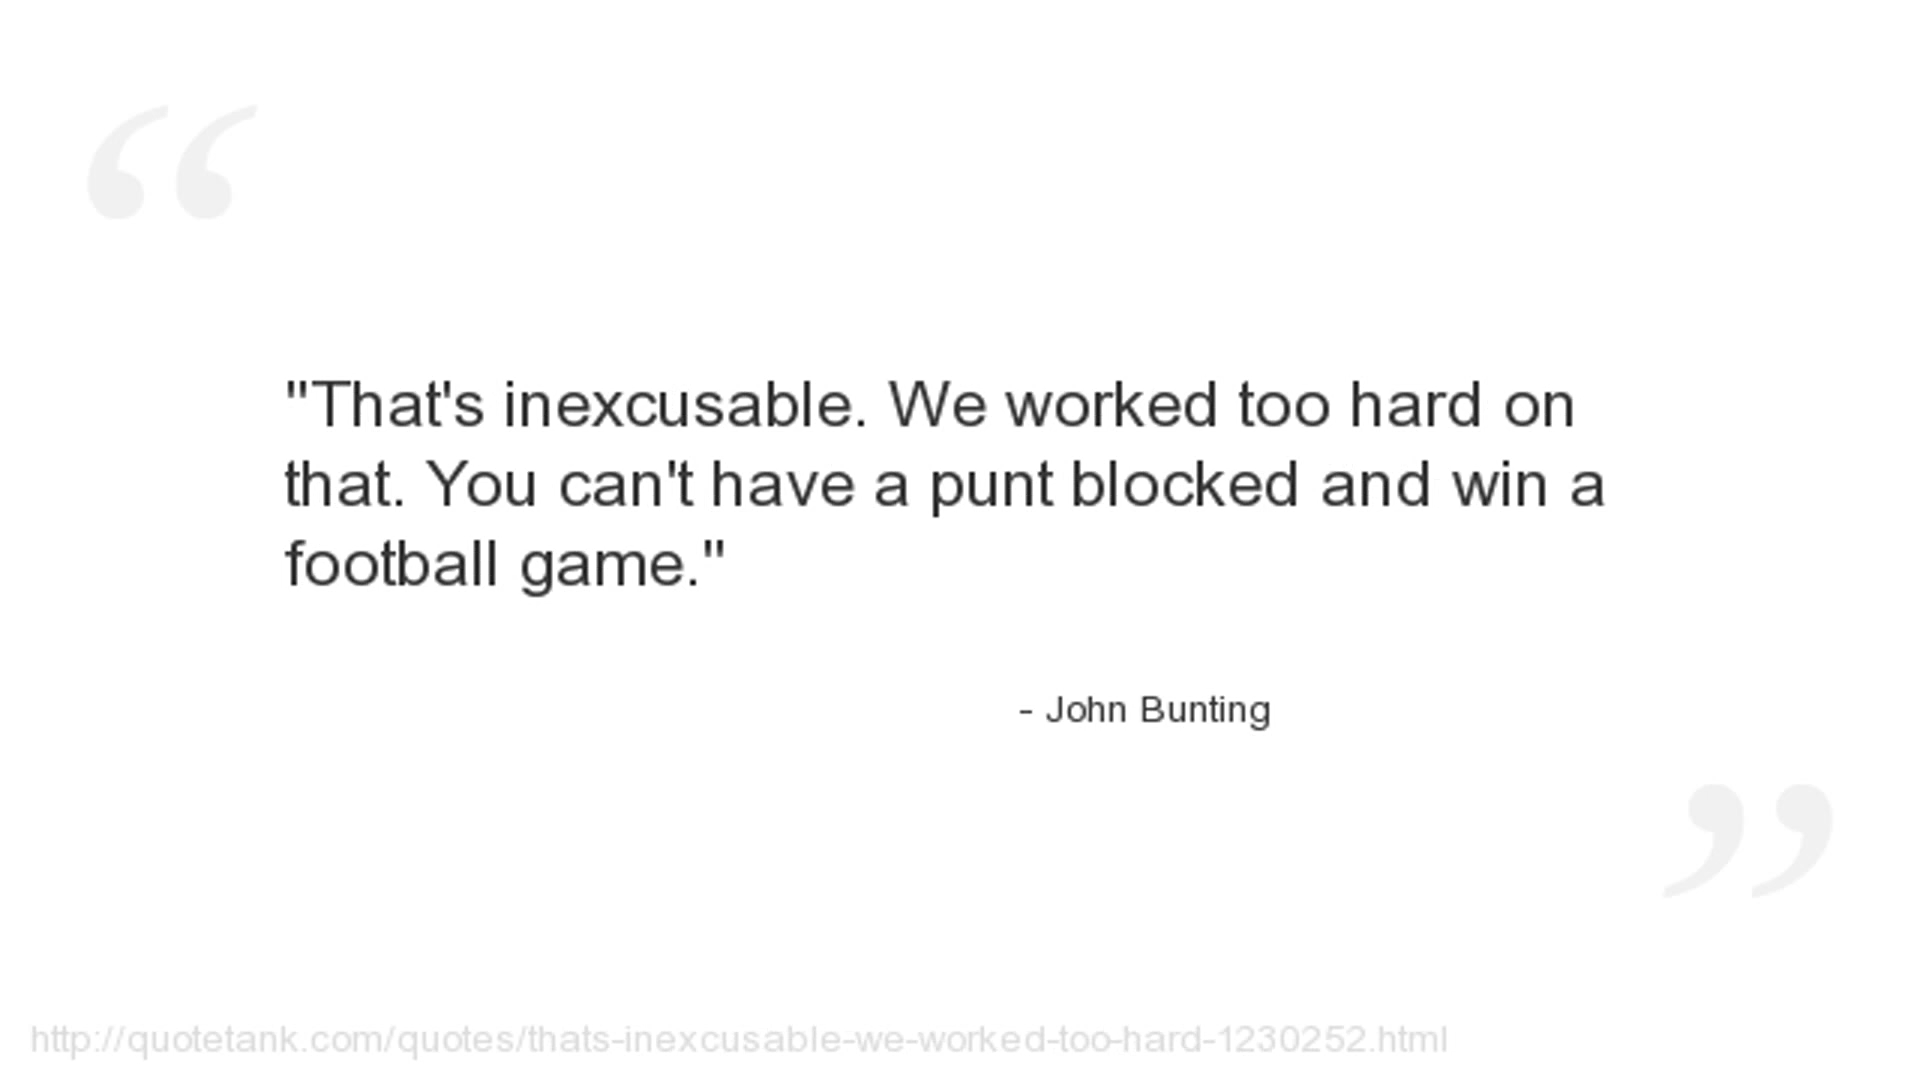 "That's inexcusable. We worked too hard on
that. You can't have a punt blocked and win a
football game."
- John Bunting
http://quotetank.com/quotes/thats-inexcusable-we-worked-too-hard-1230252.html